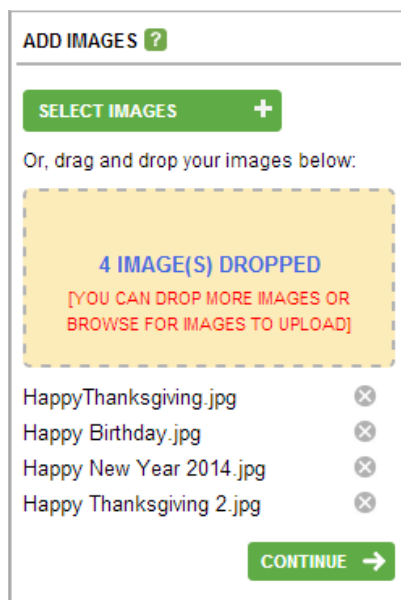 ADD IMAGES ?
SELECT IMAGES +
Or, drag and drop your images below:
4 IMAGE(S) DROPPED
[YOU CAN DROP MORE IMAGES OR
BROWSE FOR IMAGES TO UPLOAD]
HappyThanksgiving.jpg
Happy Birthday.jpg
Happy New Year 2014.jpg
Happy Thanksgiving 2.jpg
CONTINUE